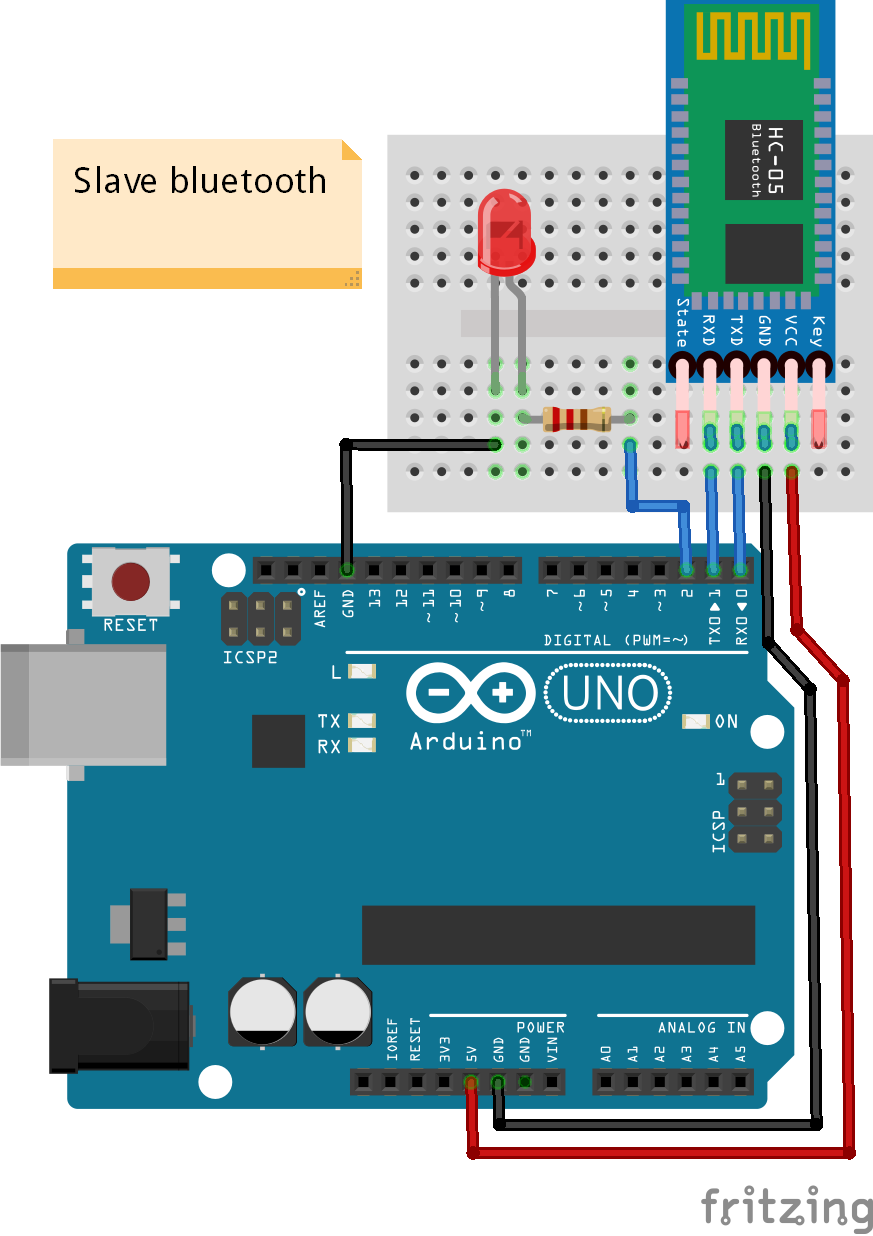 Slave bluetooth
HC-05
Bluetooth
State
RXD
TXD
GND
VCC
Key
RESET
ICSP2
AREF
GND
13
12
~11
~10
~9
8
7
~6
~5
4
~3
2
TX0▶1
RX0◀0
DIGITAL (PWM=~)
L
TX
RX
Arduino™
UNO
ON
1
ICSP
IOREF
RESET
3V3
5V
GND
GND
VIN
POWER
A0
A1
A2
A3
A4
A5
ANALOG IN
fritzing